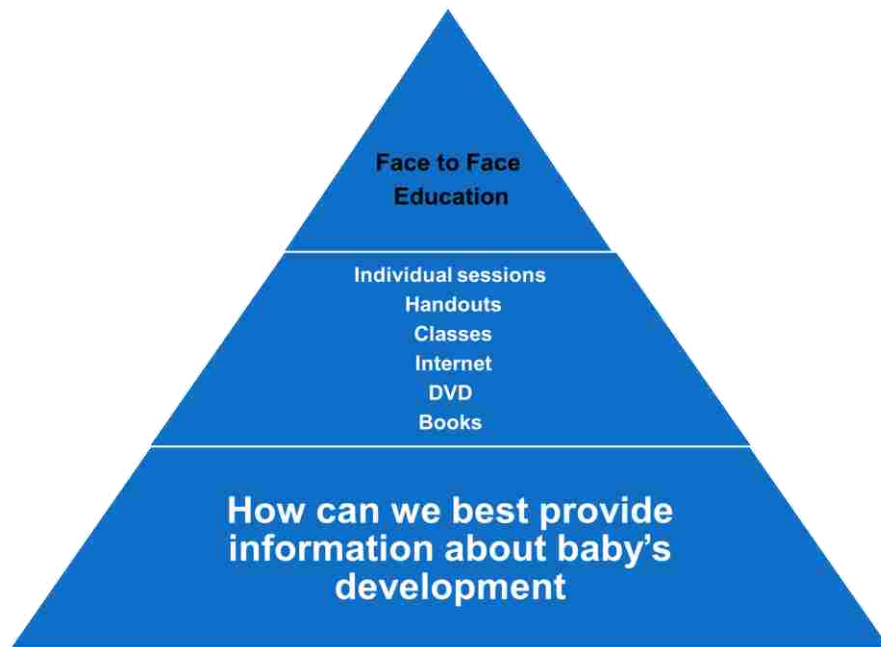 Face to Face
Education
Individual sessions
Handouts
Classes
Internet
DVD
Books
How can we best provide
information about baby’s
development